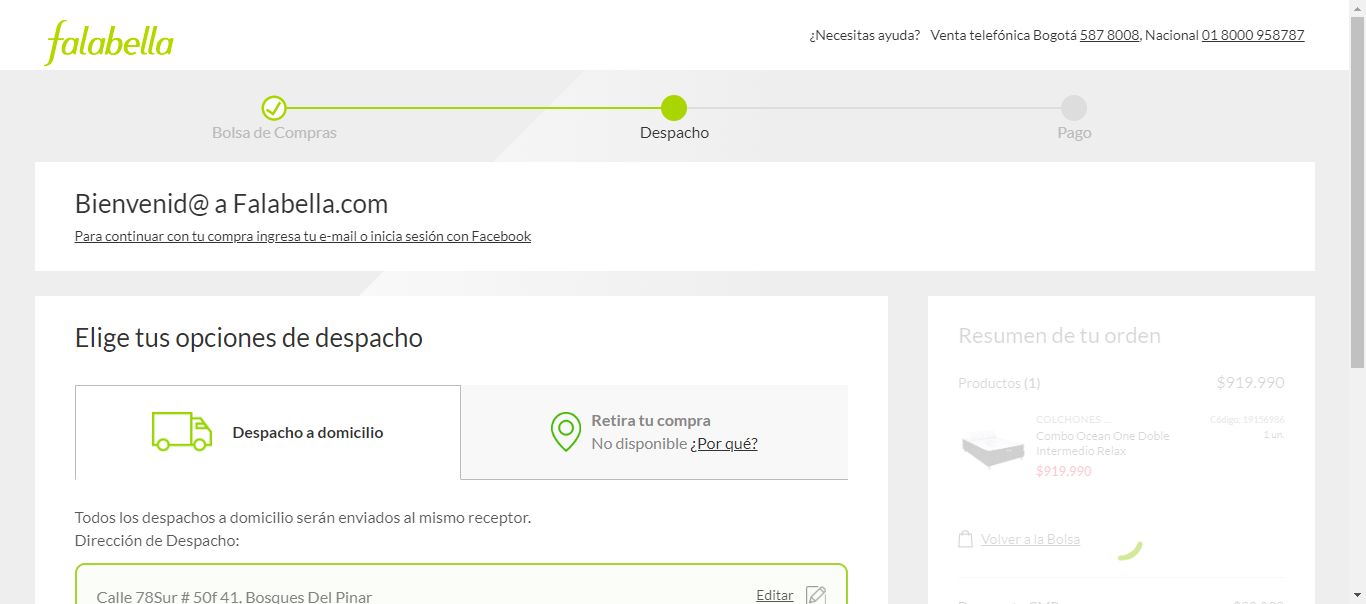 falabella
¿Necesitas ayuda? Venta telefónica Bogotá 587 8008, Nacional 01 8000 958787
Bolsa de Compras
Despacho
Pago
Bienvenid@ a Falabella.com
Para continuar con tu compra ingresa tu e-mail o inicia sesión con Facebook
Elige tus opciones de despacho
Despacho a domicilio
Retira tu compra
No disponible ¿Por qué?
Todos los despachos a domicilio serán enviados al mismo receptor.
Dirección de Despacho:
Calle 78Sur # 50f 41, Bosques Del Pinar
Editar
Resumen de tu orden
Productos (1) $919.990
COLCHONES ... Código: 19156986
Combo Ocean One Doble 1 un.
Intermedio Relax
$919.990
Volver a la Bolsa